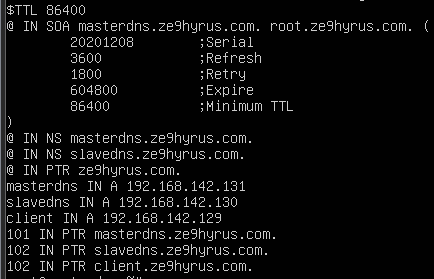 $TTL 86400
@ IN SOA masterdns.ze9hyrus.com. root.ze9hyrus.com. (
20201208 ;Serial
3600 ;Refresh
1800 ;Retry
604800 ;Expire
86400 ;Minimum TTL
)
@ IN NS masterdns.ze9hyrus.com.
@ IN NS slavedns.ze9hyrus.com.
@ IN PTR ze9hyrus.com.
masterdns IN A 192.168.142.131
slavedns IN A 192.168.142.130
client IN A 192.168.142.129
101 IN PTR masterdns.ze9hyrus.com.
102 IN PTR slavedns.ze9hyrus.com.
102 IN PTR client.ze9hyrus.com.